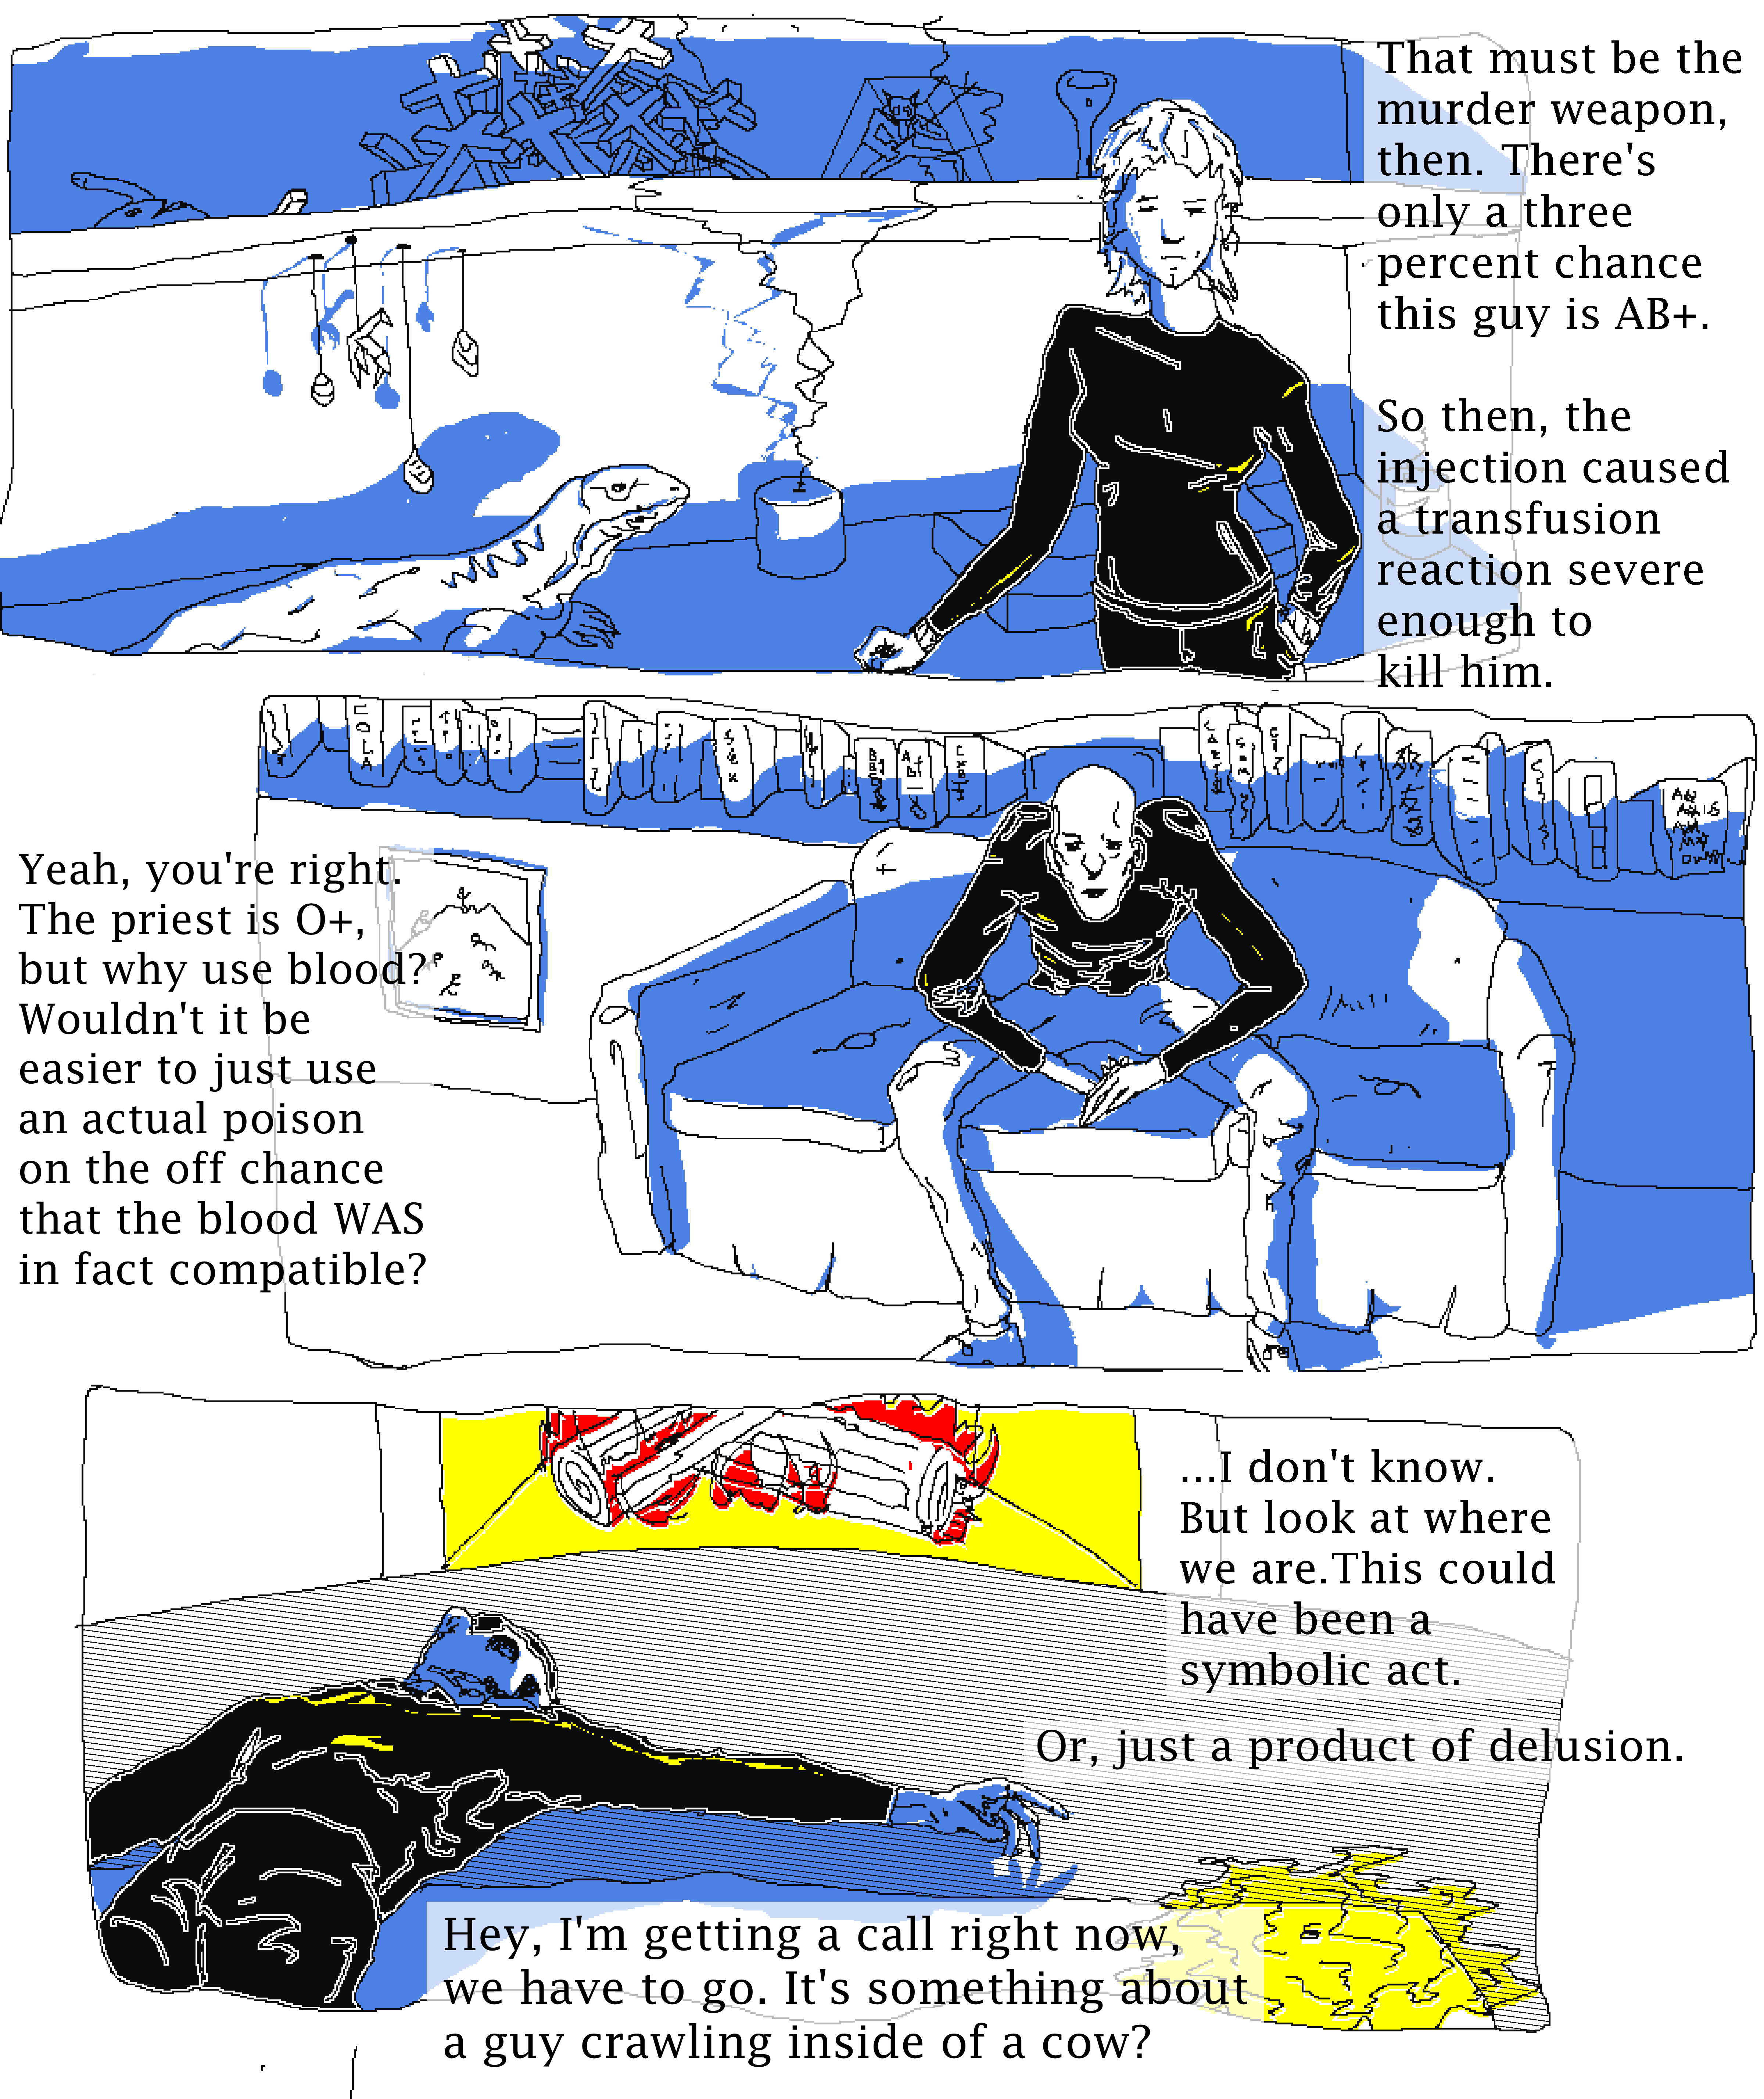 That must be the
murder weapon,
then. There's
only a three
percent chance
this guy is AB+.
So then, the
injection caused
a transfusion
reaction severe
enough to
kill him.
Yeah, you're right.
The priest is O+,
but why use blood?
Wouldn't it be
easier to just use
an actual poison
on the off chance
that the blood WAS
in fact compatible?
...I don't know.
But look at where
we are.This could
have been a
symbolic act.
Or, just a product of delusion.
Hey, I'm getting a call right now,
we have to go. It's something about
a guy crawling inside of a cow?